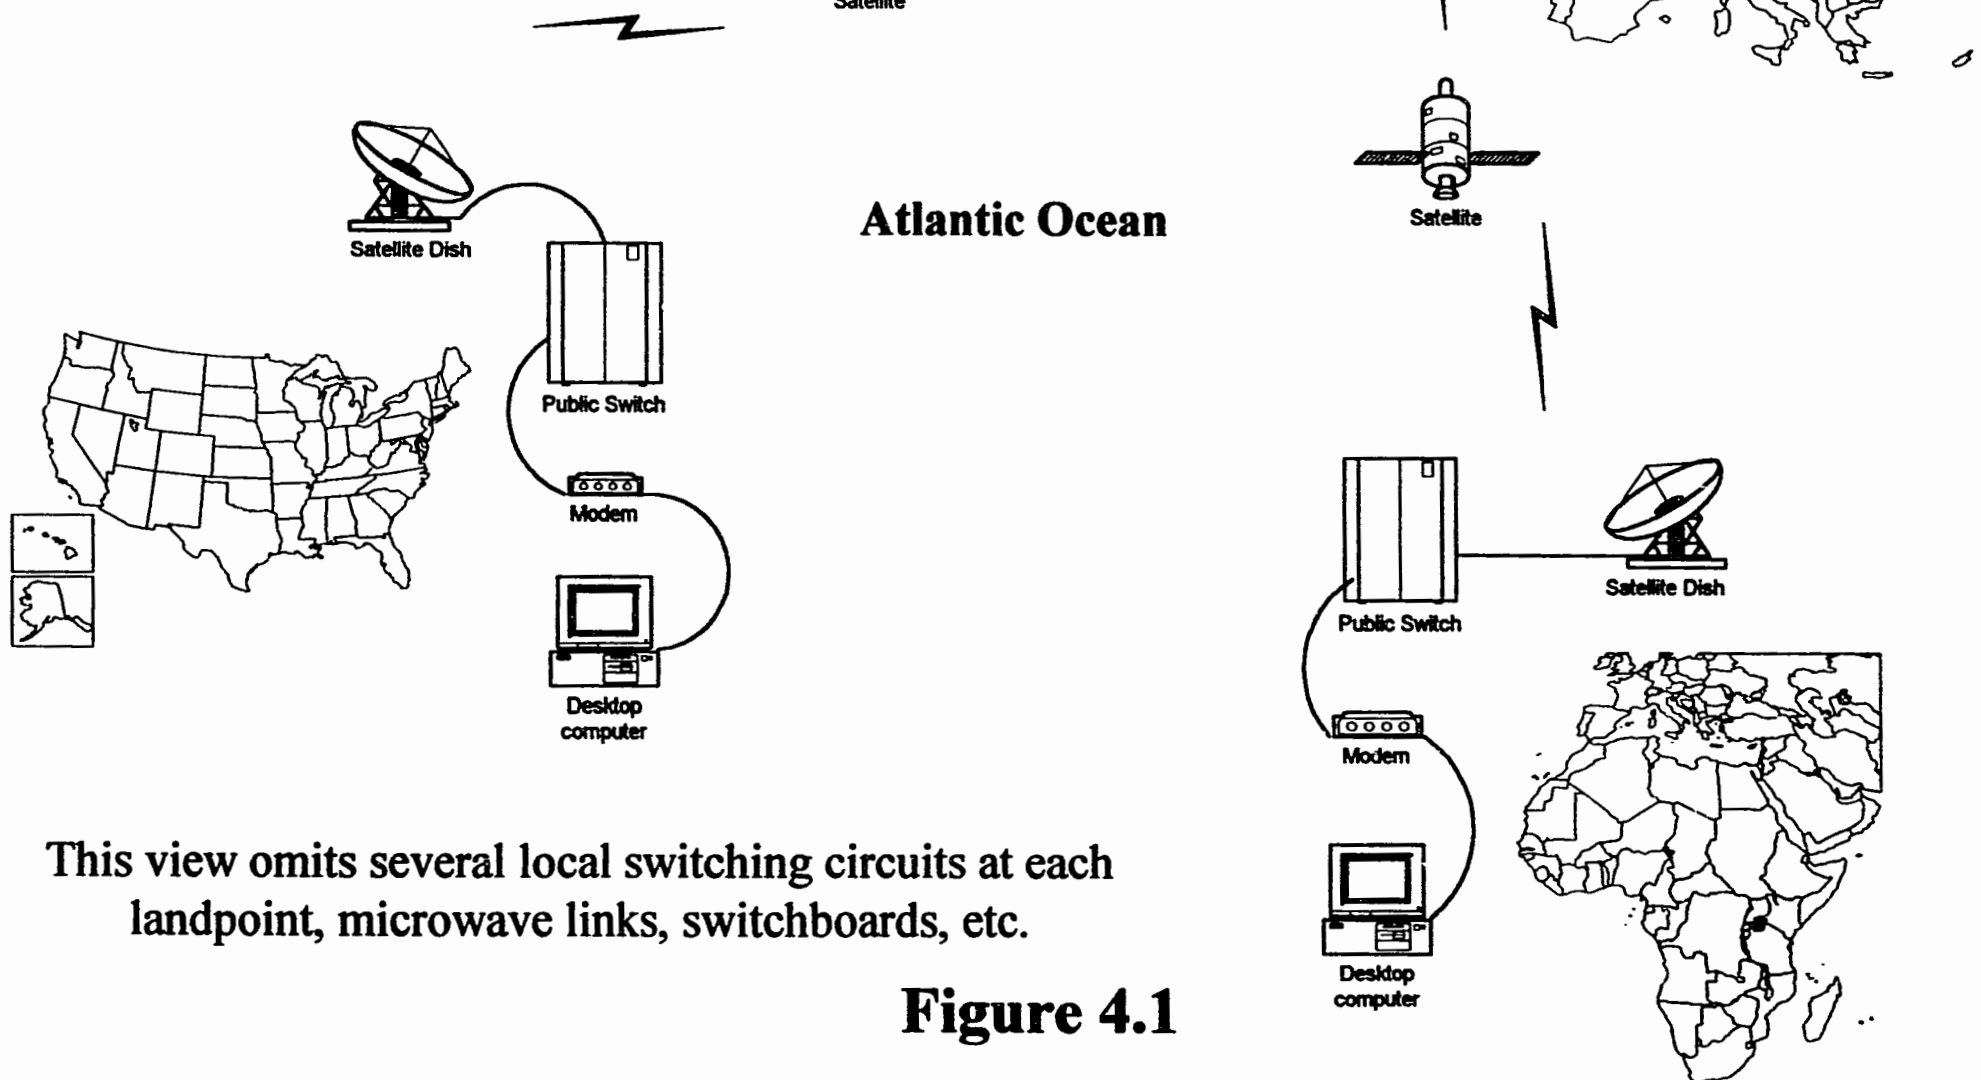 Satellite
Satellite Dish
Atlantic Ocean
Satellite
Public Switch
Modem
Desktop
computer
Public Switch
Satellite Dish
Modem
Desktop
computer
This view omits several local switching circuits at each
landpoint, microwave links, switchboards, etc.
Figure 4.1